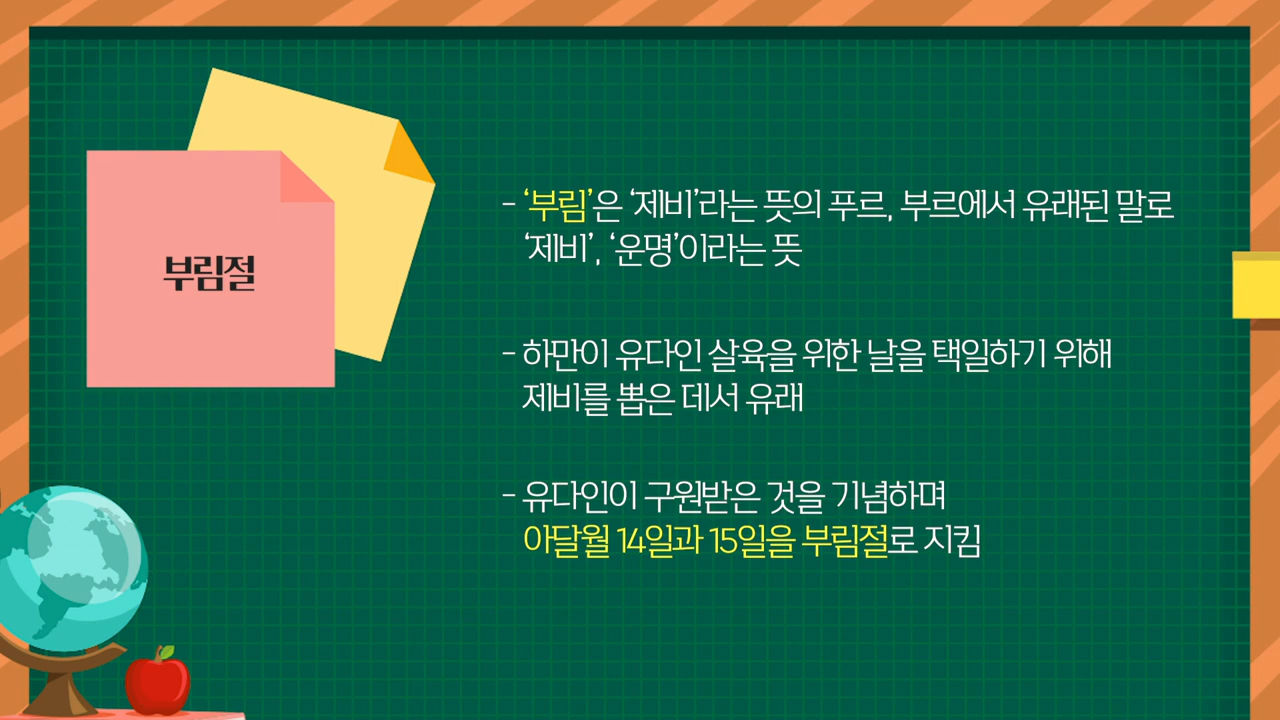 부림절
- ‘부림’은 ‘제비’라는 뜻의 푸르, 부르에서 유래된 말로
‘제비’, ‘운명’이라는 뜻
- 하만이 유다인 살육을 위한 날을 택일하기 위해
제비를 뽑은 데서 유래
- 유다인이 구원받은 것을 기념하며
아달월 14일과 15일을 부림절로 지킴